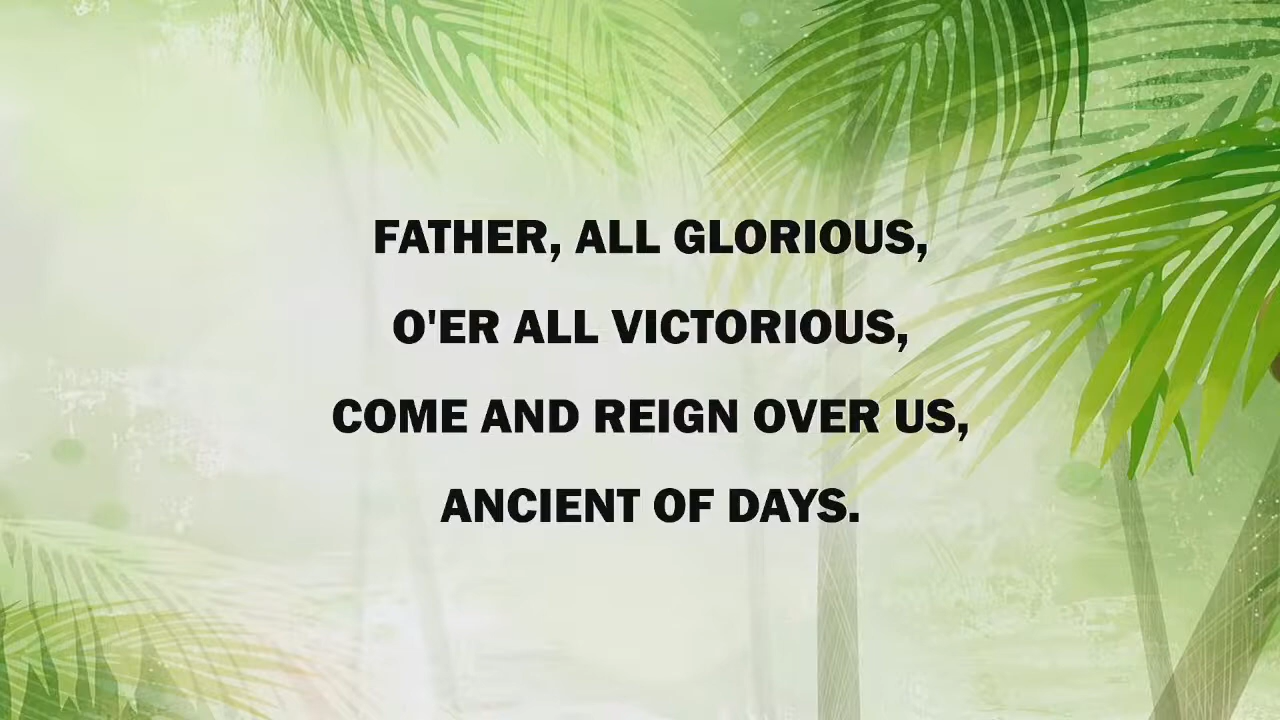 FATHER, ALL GLORIOUS,
O'ER ALL VICTORIOUS,
COME AND REIGN OVER US,
ANCIENT OF DAYS.